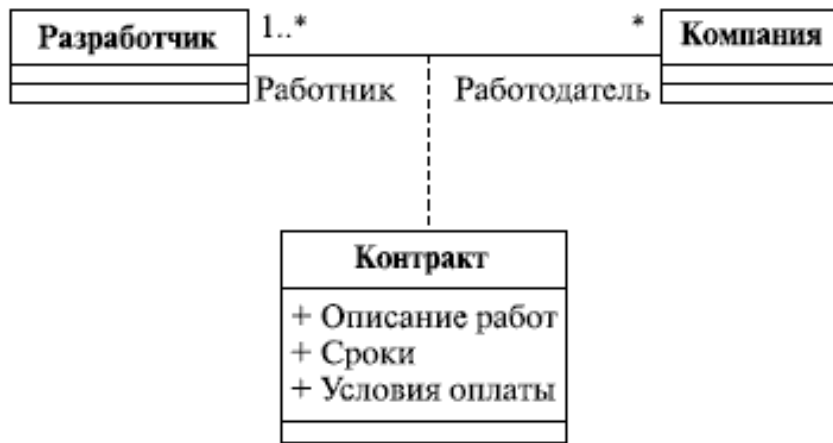 Разработчик
1..*
*
Компания
Работник
Работодатель
Контракт
+ Описание работ
+ Сроки
+ Условия оплаты